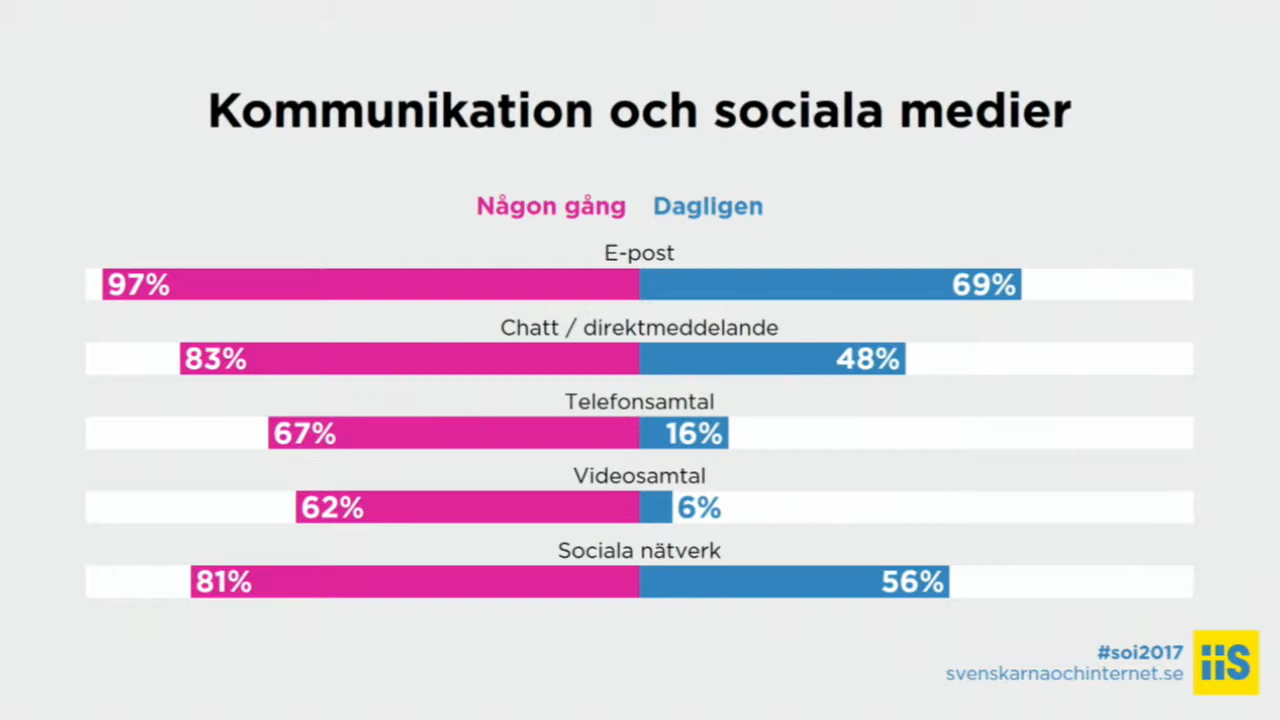 Kommunikation och sociala medier
Någon gång Dagligen
E-post
97% 69%
Chatt / direktmeddelande
83% 48%
Telefonsamtal
67% 16%
Videosamtal
62% 6%
Sociala nätverk
81% 56%
#soi2017
svenskarnaochinternet.se
iis